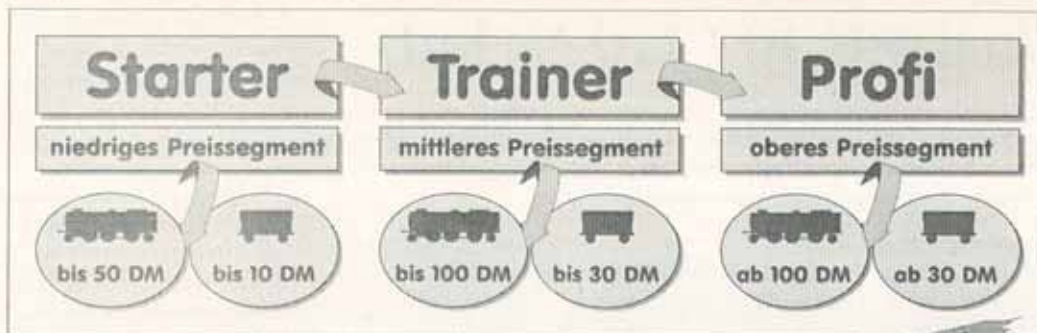 Starter Trainer Profi
niedriges Preissegment mittleres Preissegment oberes Preissegment
bis 50 DM bis 10 DM bis 100 DM bis 30 DM ab 100 DM ab 30 DM